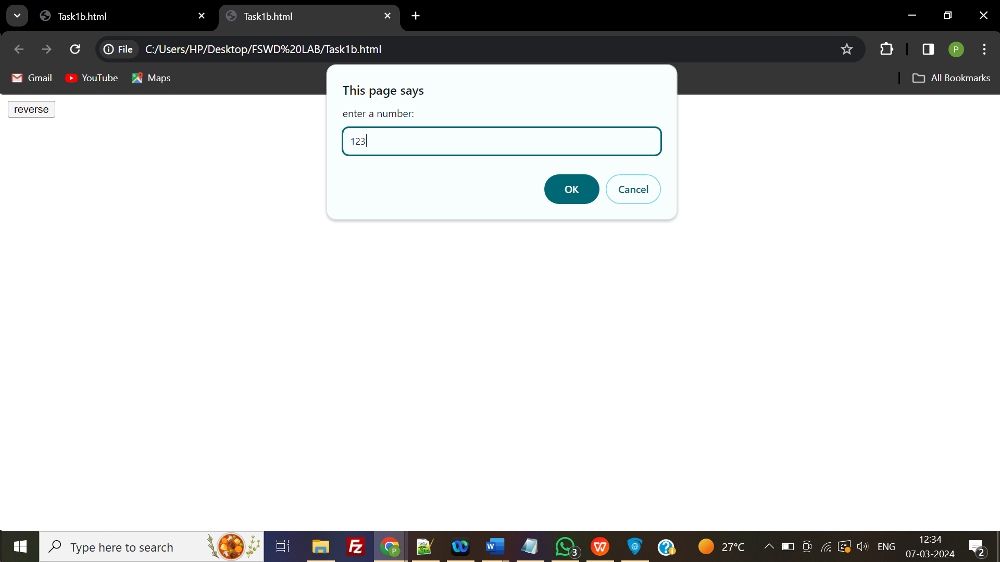 Task1b.html
Task1b.html
File
C:/Users/HP/Desktop/FSWD%20LAB/Task1b.html
P
Gmail
YouTube
Maps
All Bookmarks
reverse
This page says
enter a number:
123
OK
Cancel
Type here to search
Fz
P
W
3
W
27°C
ENG
12:34
07-03-2024
2